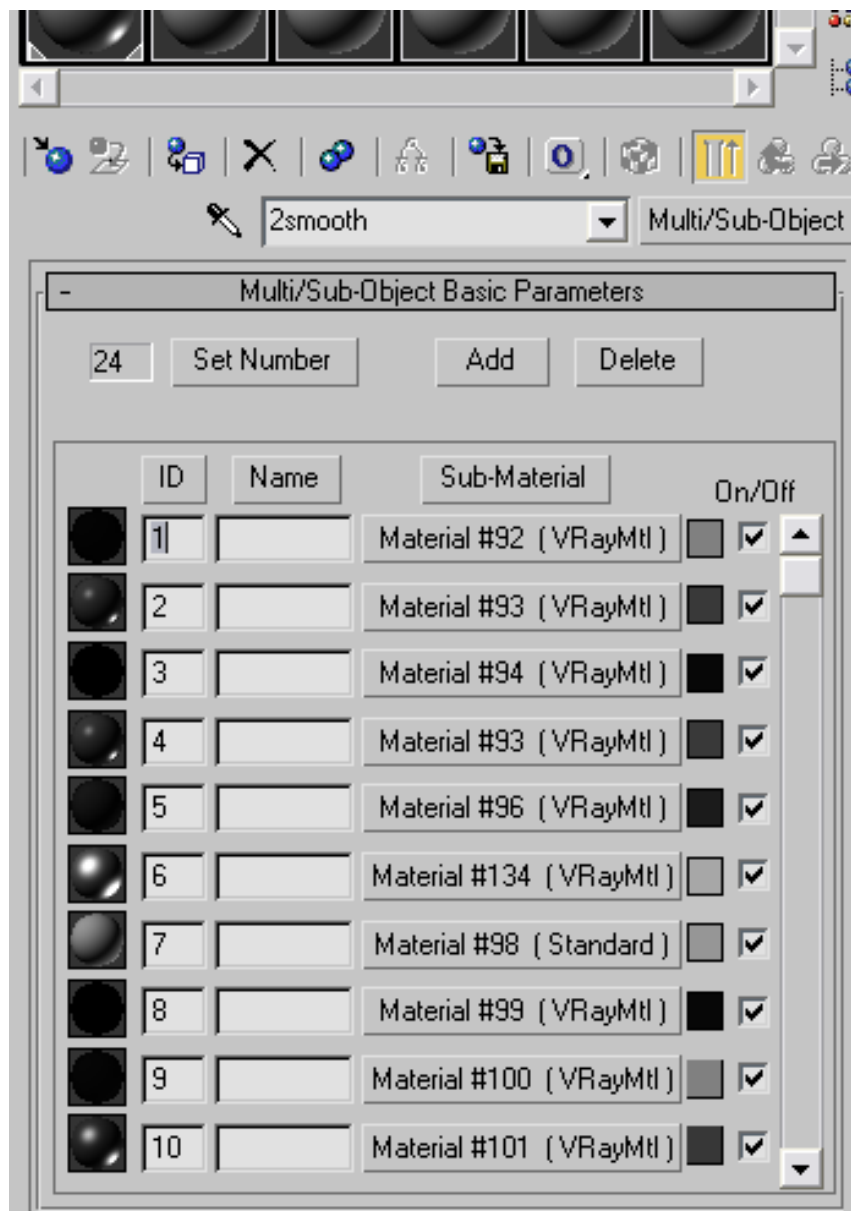 2smooth Multi/Sub-Object
- Multi/Sub-Object Basic Parameters
24 Set Number Add Delete
ID Name Sub-Material On/Off
1 Material #92 ( VRayMtl )
2 Material #93 ( VRayMtl )
3 Material #94 ( VRayMtl )
4 Material #93 ( VRayMtl )
5 Material #96 ( VRayMtl )
6 Material #134 ( VRayMtl )
7 Material #98 ( Standard )
8 Material #99 ( VRayMtl )
9 Material #100 ( VRayMtl )
10 Material #101 ( VRayMtl )